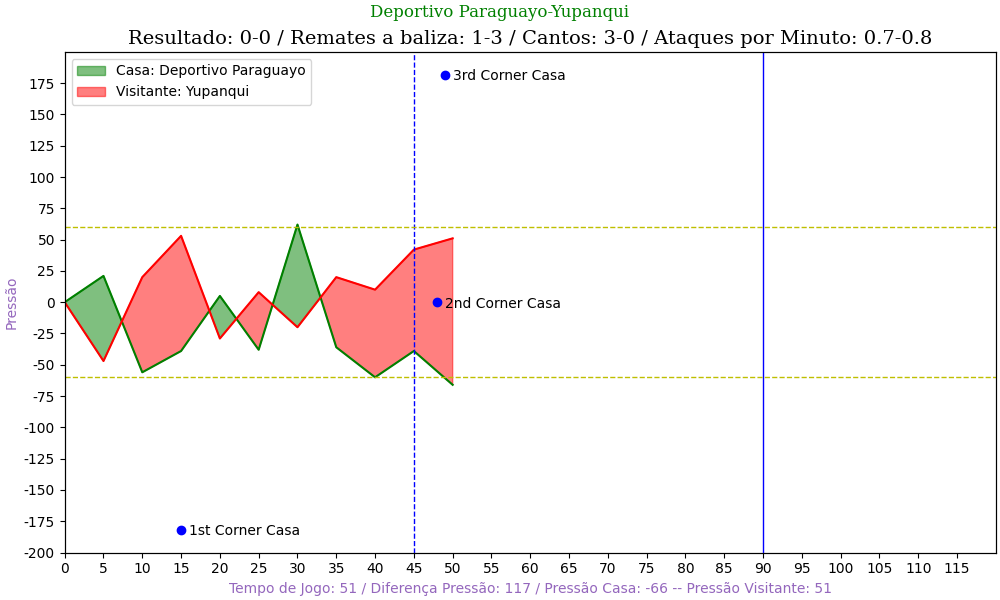 Deportivo Paraguayo-Yupanqui
Resultado: 0-0 / Remates a baliza: 1-3 / Cantos: 3-0 / Ataques por Minuto: 0.7-0.8
Casa: Deportivo Paraguayo
Visitante: Yupanqui
3rd Corner Casa
2nd Corner Casa
1st Corner Casa
Pressão
175
150
125
100
75
50
25
0
-25
-50
-75
-100
-125
-150
-175
-200
0 5 10 15 20 25 30 35 40 45 50 55 60 65 70 75 80 85 90 95 100 105 110 115
Tempo de Jogo: 51 / Diferença Pressão: 117 / Pressão Casa: -66 -- Pressão Visitante: 51